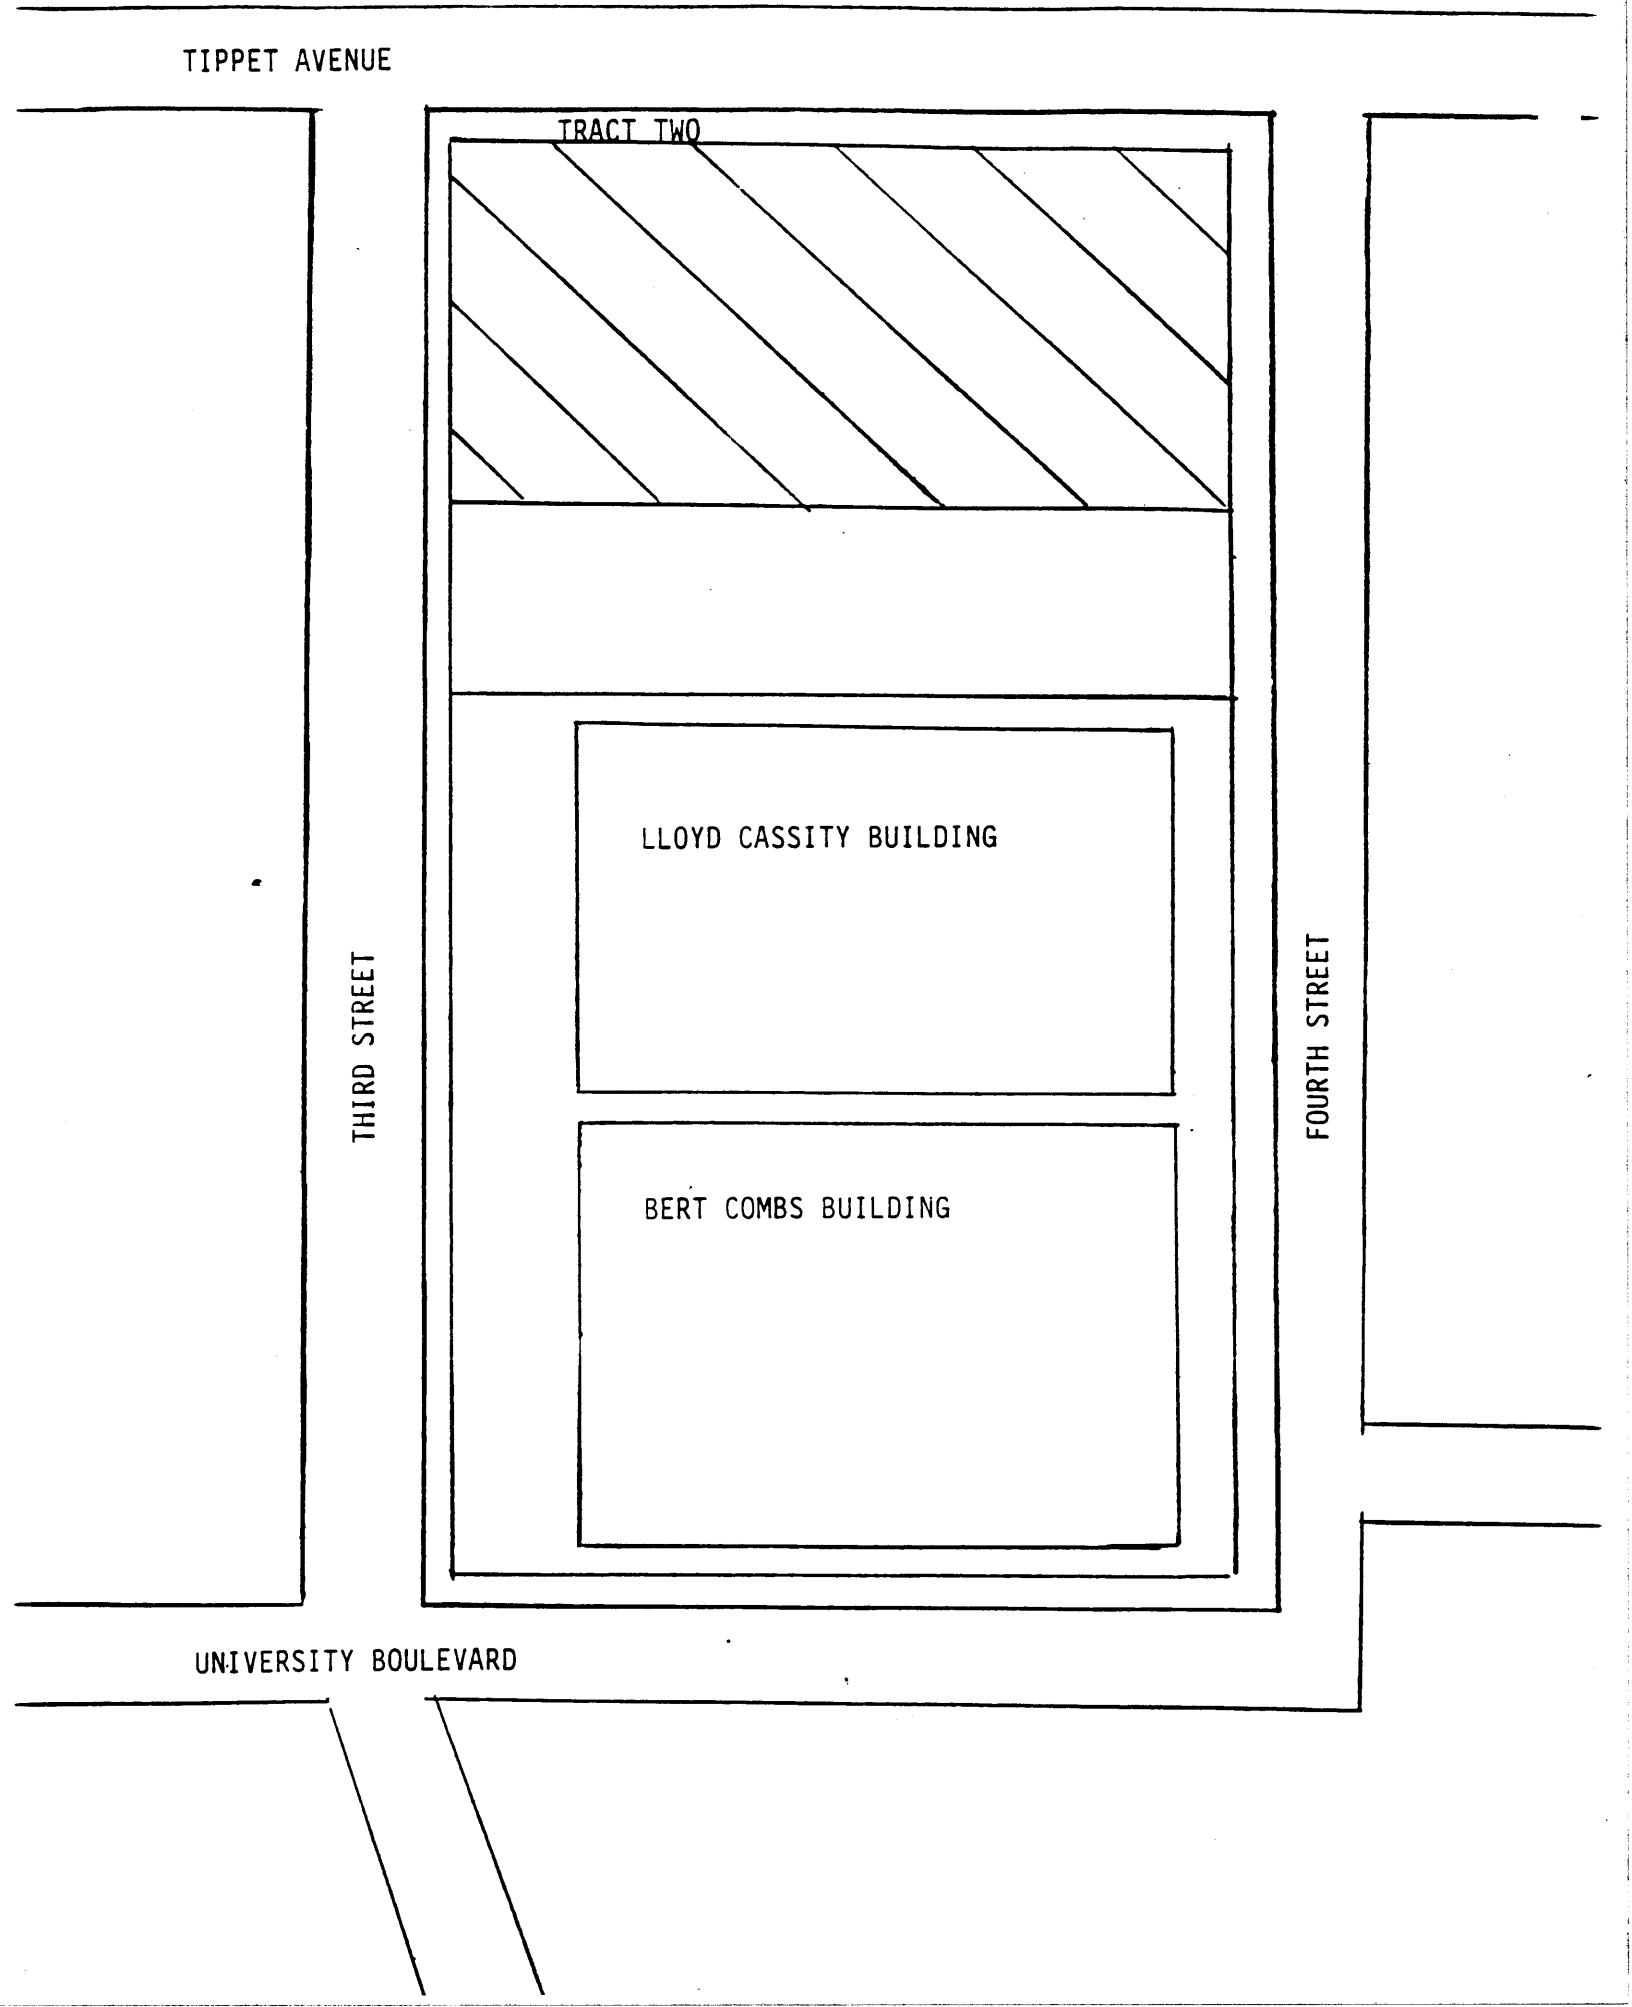 TIPPET AVENUE
TRACT TWO
LLOYD CASSITY BUILDING
THIRD STREET
FOURTH STREET
BERT COMBS BUILDING
UNIVERSITY BOULEVARD